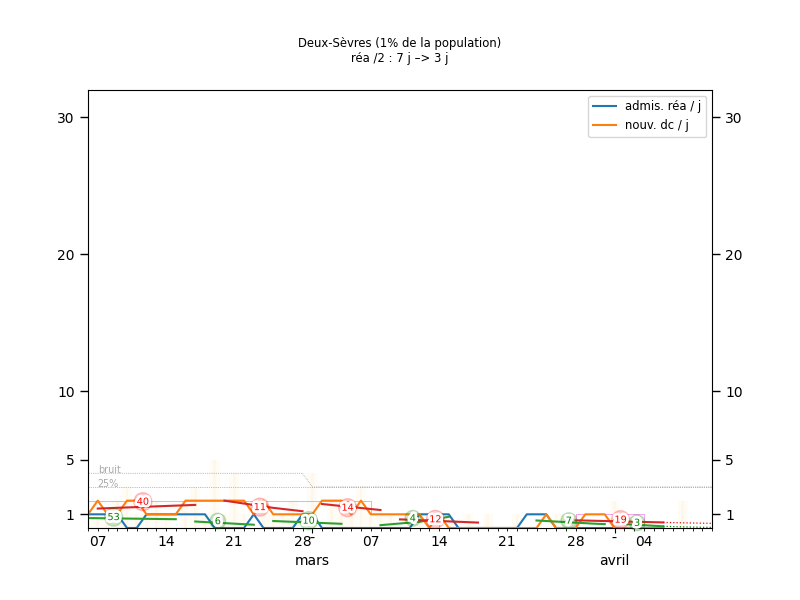 Deux-Sèvres (1% de la population)
réa /2 : 7 j –> 3 j
admis. réa / j
nouv. dc / j
30 30
20 20
10 10
5 5
1 1
bruit
25%
53 40 6 11 10 14 4 12 7 19 3
07 14 21 28 07 14 21 28 04
mars avril